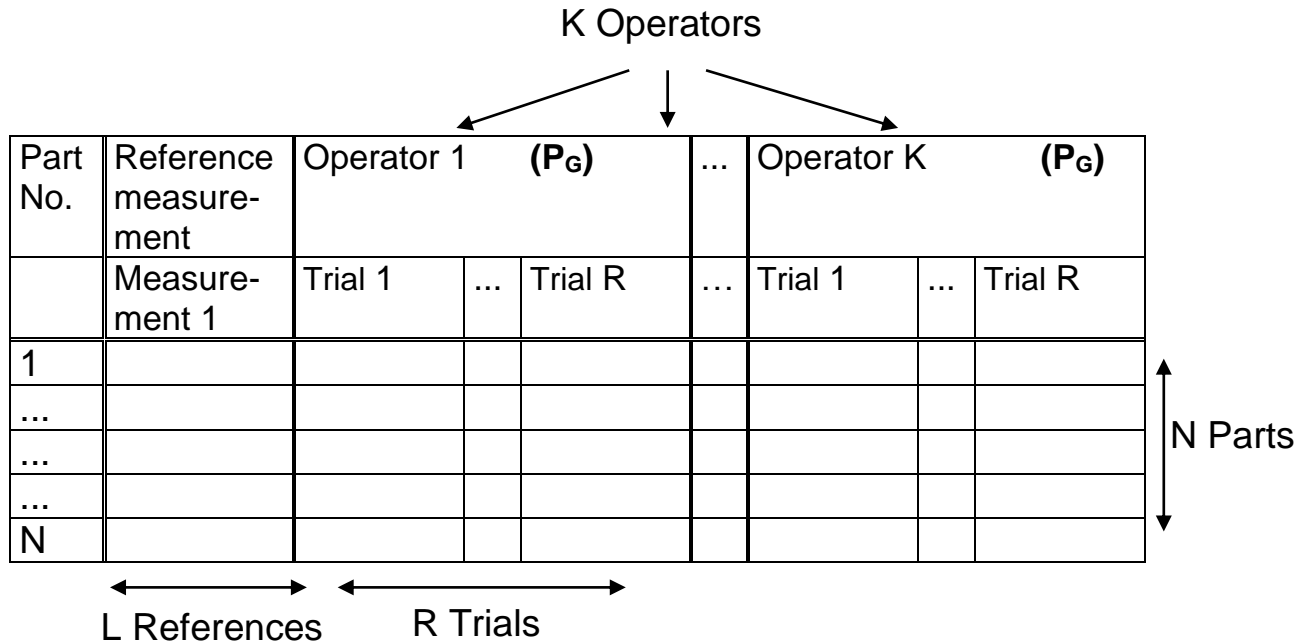 K Operators
Part Reference Operator 1 (PG) ... Operator K (PG)
No. measure-
ment
Measure- Trial 1 ... Trial R … Trial 1 ... Trial R
ment 1
1
...
...
...
N
N Parts
L References R Trials